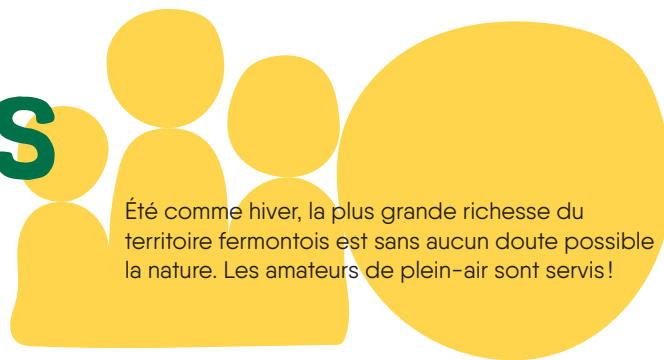 s
Été comme hiver, la plus grande richesse du
territoire fermontois est sans aucun doute possible
la nature. Les amateurs de plein-air sont servis!